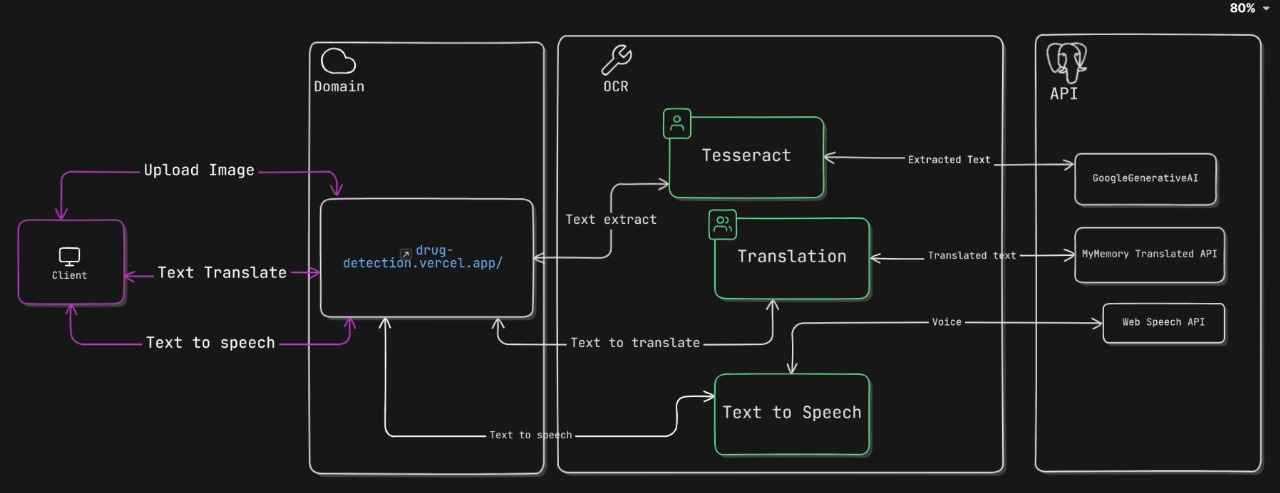 80%
Domain
OCR
API
Upload Image
Tesseract
Extracted Text
GoogleGenerativeAI
Text extract
Client
Text Translate
drug-
detection.vercel.app/
Translation
Translated text
MyMemory Translated API
Text to speech
Text to translate
Voice
Web Speech API
Text to Speech
Text to speech